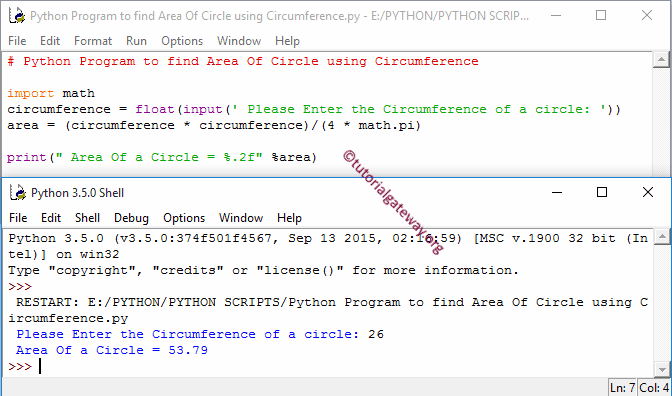 Python Program to find Area Of Circle using Circumference.py - E:/PYTHON/PYTHON SCRIP...
File Edit Format Run Options Window Help
# Python Program to find Area Of Circle using Circumference
import math
circumference = float(input(' Please Enter the Circumference of a circle: '))
area = (circumference * circumference)/(4 * math.pi)
print(" Area Of a Circle = %.2f" %area)
©tutorialgateway.org
Python 3.5.0 Shell
File Edit Shell Debug Options Window Help
Python 3.5.0 (v3.5.0:374f501f4567, Sep 13 2015, 02:16:59) [MSC v.1900 32 bit (In
tel)] on win32
Type "copyright", "credits" or "license()" for more information.
>>>
RESTART: E:/PYTHON/PYTHON SCRIPTS/Python Program to find Area Of Circle using C
ircumference.py
Please Enter the Circumference of a circle: 26
Area Of a Circle = 53.79
>>>
Ln: 7 Col: 4